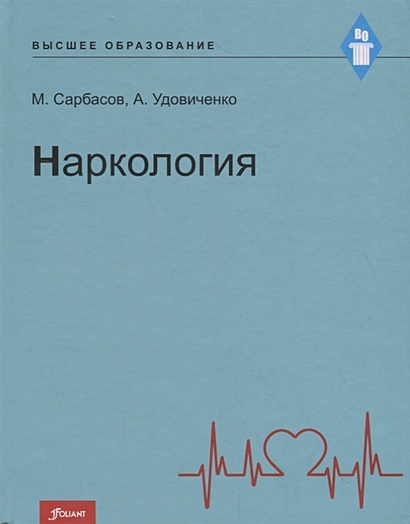 ВО
ВЫСШЕЕ ОБРАЗОВАНИЕ
М. Сарбасов, А. Удовиченко
Наркология
FOLIANT